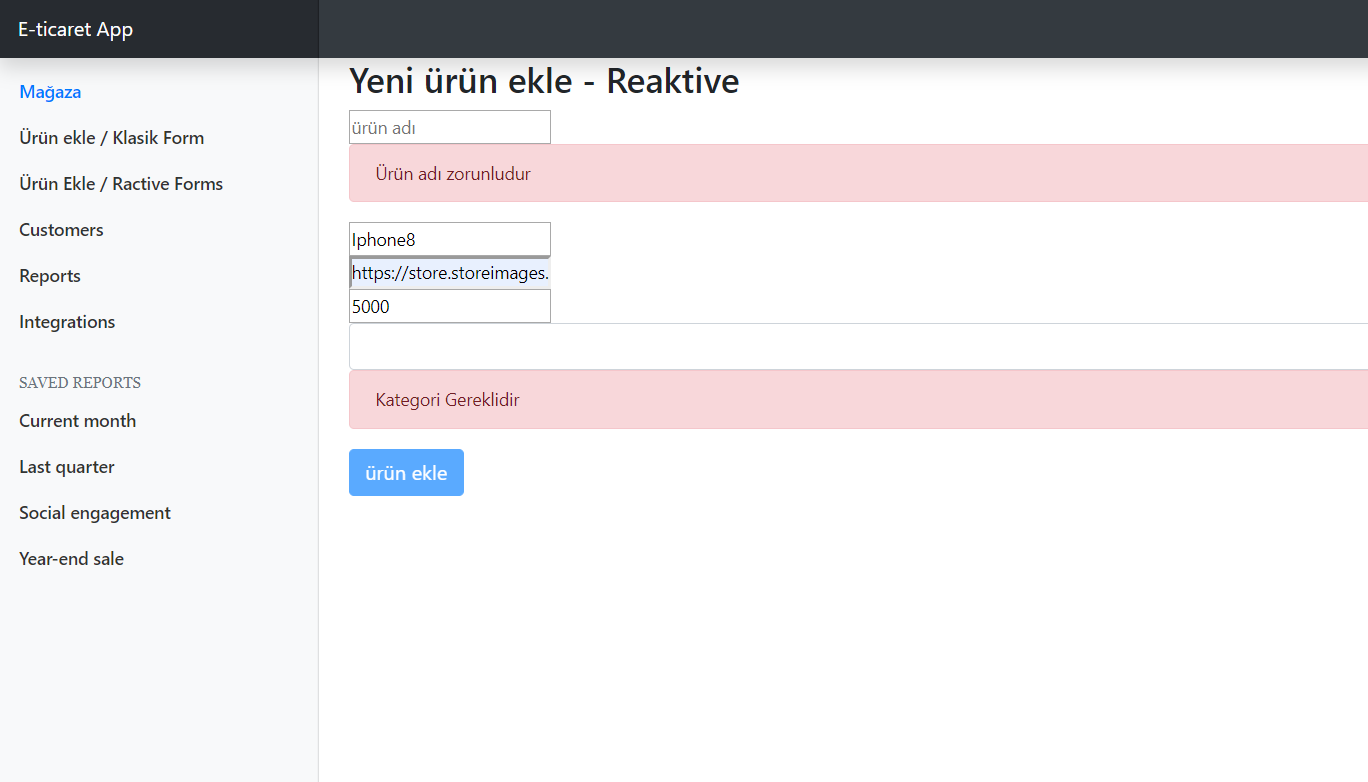 E-ticaret App
Mağaza
Ürün ekle / Klasik Form
Ürün Ekle / Ractive Forms
Customers
Reports
Integrations
SAVED REPORTS
Current month
Last quarter
Social engagement
Year-end sale
Yeni ürün ekle - Reaktive
ürün adı
Ürün adı zorunludur
Iphone8
https://store.storeimages.
5000
Kategori Gereklidir
ürün ekle